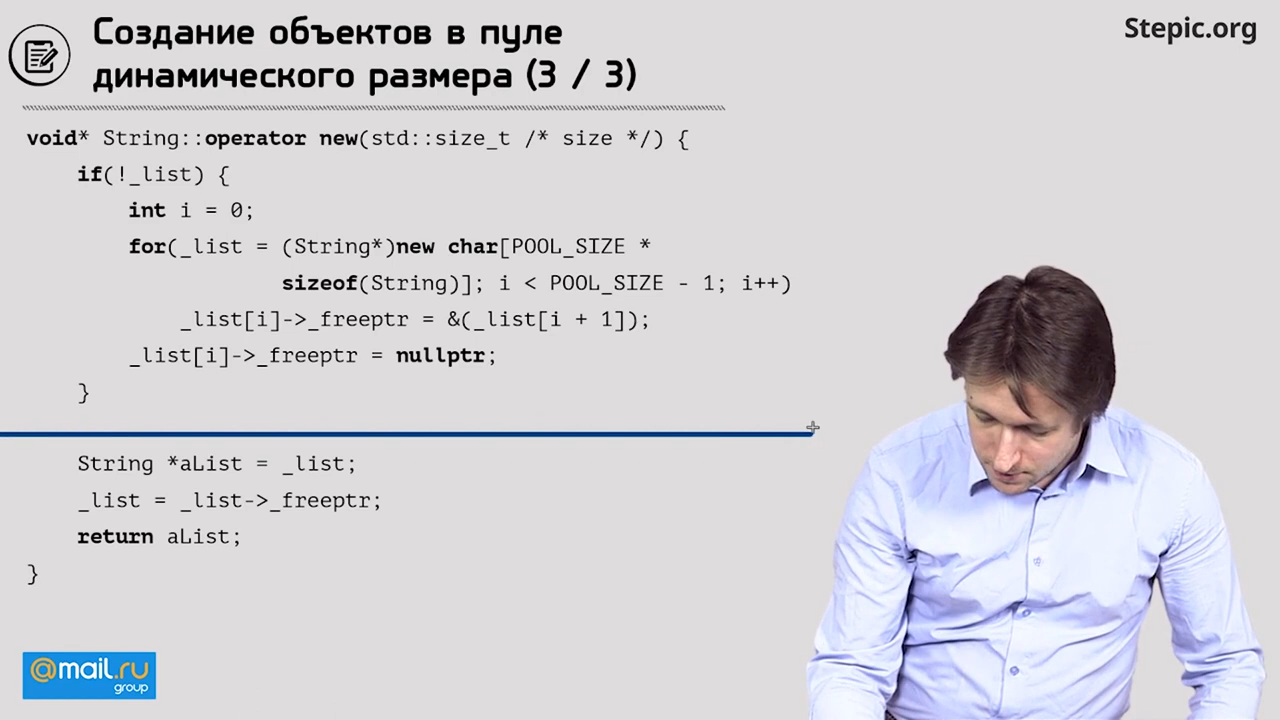 Создание объектов в пуле
динамического размера (3 / 3)
Stepic.org
void* String::operator new(std::size_t /* size */) {
if(!_list) {
int i = 0;
for(_list = (String*)new char[POOL_SIZE *
sizeof(String)]; i < POOL_SIZE - 1; i++)
_list[i]->_freeptr = &(_list[i + 1]);
_list[i]->_freeptr = nullptr;
}
String *aList = _list;
_list = _list->_freeptr;
return aList;
}
@mail.ru
group